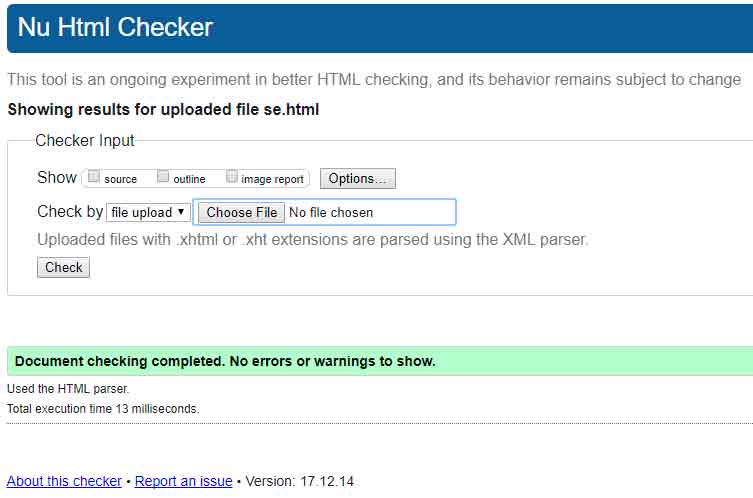 Nu Html Checker
This tool is an ongoing experiment in better HTML checking, and its behavior remains subject to change
Showing results for uploaded file se.html
Checker Input
Show source outline image report Options...
Check by file upload Choose File No file chosen
Uploaded files with .xhtml or .xht extensions are parsed using the XML parser.
Check
Document checking completed. No errors or warnings to show.
Used the HTML parser.
Total execution time 13 milliseconds.
About this checker • Report an issue • Version: 17.12.14